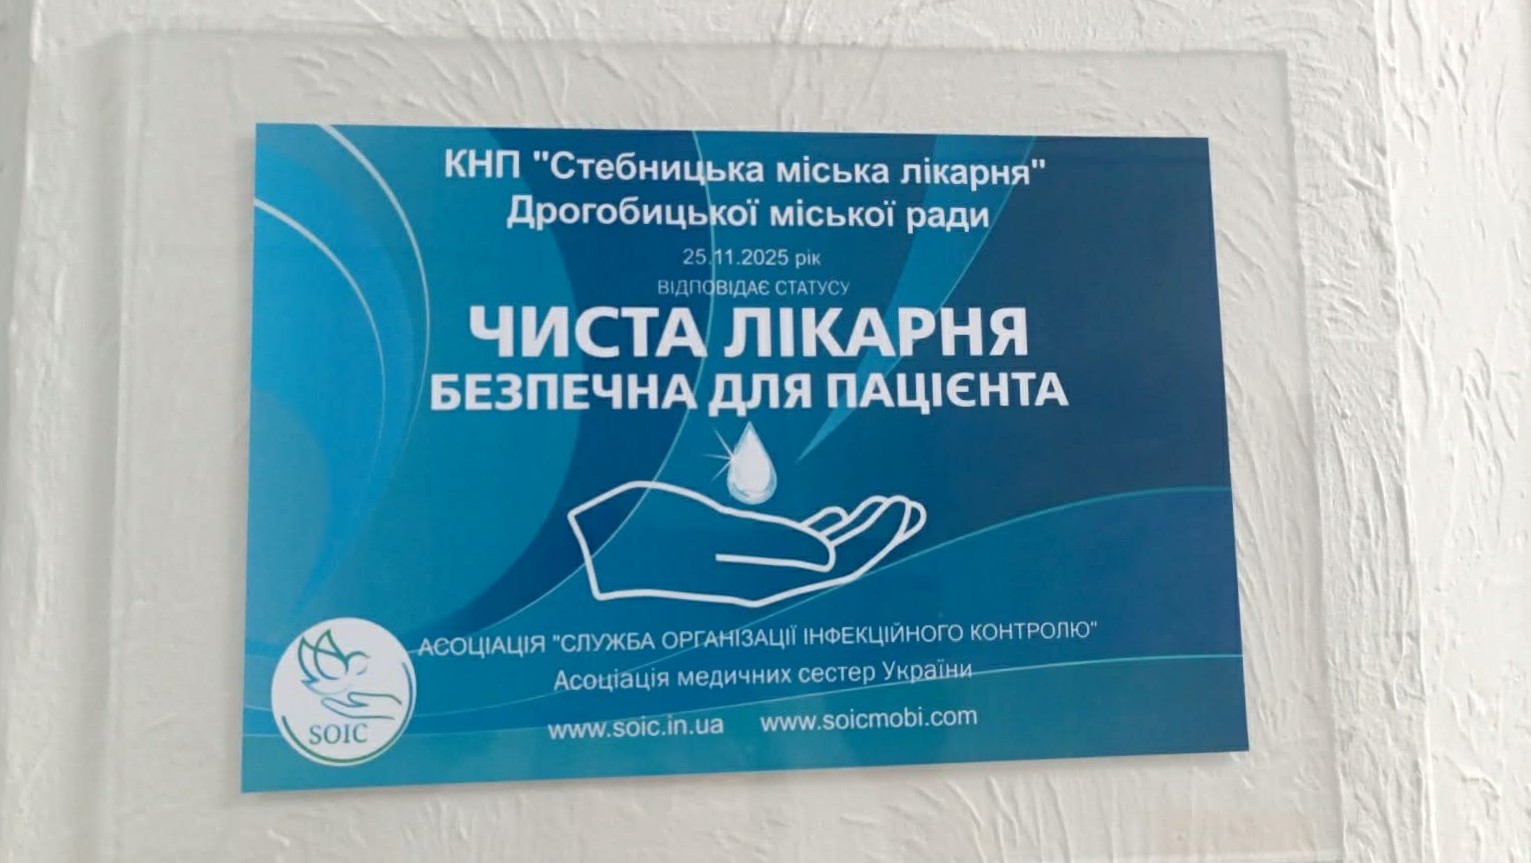 КНП "Стебницька міська лікарня"
Дрогобицької міської ради
25.11.2025 рік
ВІДПОВІДАЄ СТАТУСУ
ЧИСТА ЛІКАРНЯ
БЕЗПЕЧНА ДЛЯ ПАЦІЄНТА
АСОЦІАЦІЯ "СЛУЖБА ОРГАНІЗАЦІЇ ІНФЕКЦІЙНОГО КОНТРОЛЮ"
Асоціація медичних сестер України
www.soic.in.ua www.soicmobi.com
SOIC